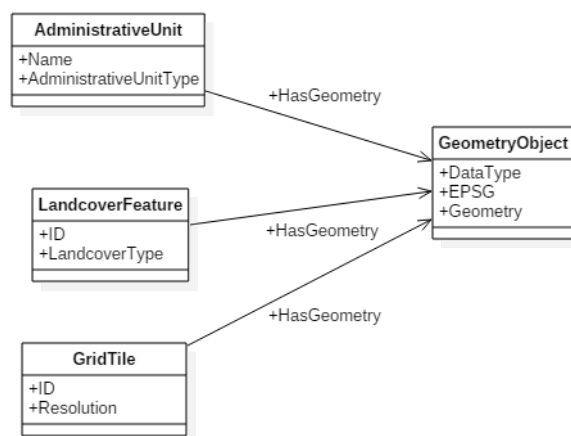 AdministrativeUnit
+Name
+AdministrativeUnitType
+HasGeometry
GeometryObject
+DataType
+EPSG
+Geometry
LandcoverFeature
+ID
+LandcoverType
+HasGeometry
+HasGeometry
GridTile
+ID
+Resolution